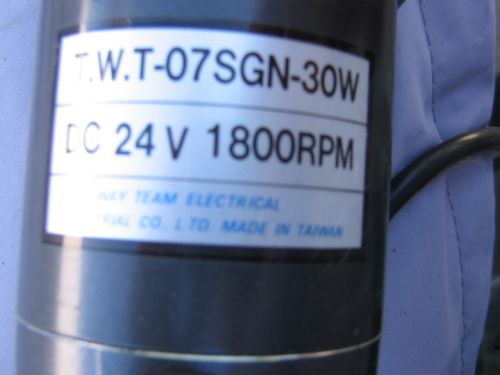 T.W.T-07SGN-30W
DC 24 V 1800RPM
WAY TEAM ELECTRICAL
CO., LTD. MADE IN TAIWAN